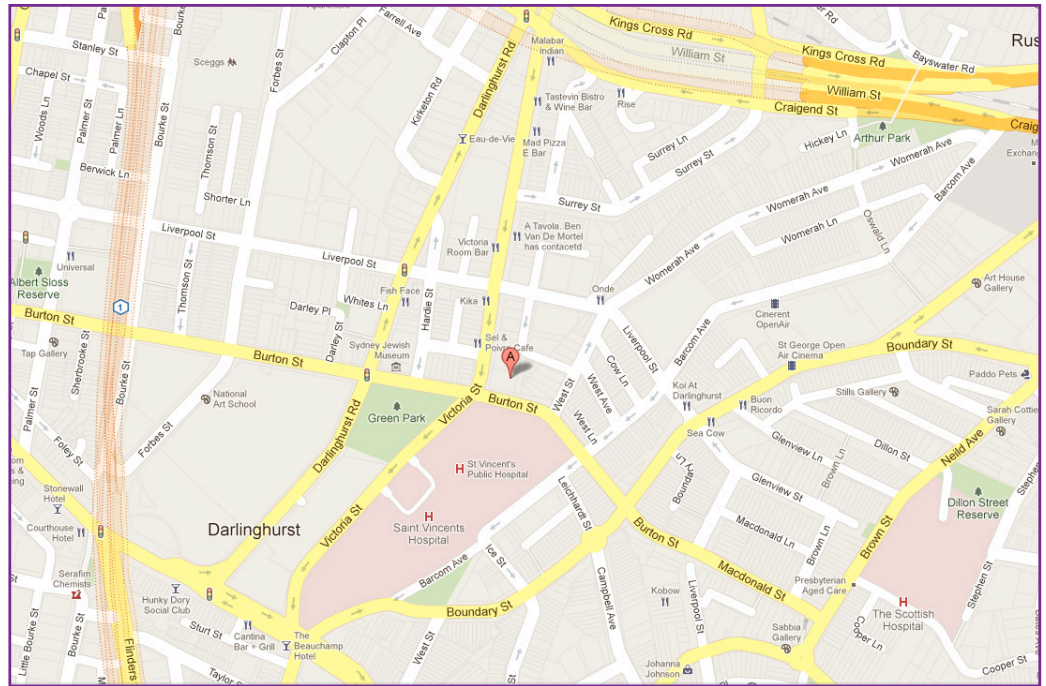 Stanley St
Chapel St
Woods Ln
Palmer St
Palmer Ln
Bourke St
Berwick Ln
Thomson St
Shorter Ln
Sceggs
Forbes St
Clapton Pl
Farrell Ave
Kirketon Rd
Darlinghurst Rd
Malabar
Indian
Tastevin Bistro
& Wine Bar
Rise
Eau-de-Vie
Mad Pizza
E Bar
William St
Kings Cross Rd
Kings Cross Rd
Bayswater Rd
William St
Craigend St
Arthur Park
Hickey Ln
Surrey Ln
Surrey St
Surrey St
Womerah Ave
Barcom Ave
Womerah Ln
Oswald Ln
Womerah Ave
Universal
Albert Sloss
Reserve
Liverpool St
Liverpool St
Victoria
Room Bar
A Tavola..Ben
Van De Mortel
has contacetd
Thomson St
1
Whites Ln
Darley Pl
Darley St
Fish Face
Hardie St
Kika
Onde
Art House
Gallery
Cinerent
OpenAir
Burton St
Tap Gallery
Sherbrooke St
Bourke St
Burton St
Sydney Jewish
Museum
Sel &
Poivre Cafe
A
Liverpool St
Barcom Ave
Cow Ln
West St
West Ave
West Ln
St George Open
Air Cinema
Boundary St
Paddo Pets
Koi At
Darlinghurst
Buon
Ricordo
Stills Gallery
Sarah Cottie
Gallery
Sea Cow
Palmer St
National
Art School
Forbes St
Foley St
Green Park
Victoria St
Burton St
Darlinghurst Rd
St Vincent's
Public Hospital
Saint Vincents
Hospital
Leichhardt St
Boundary Ln
Glenview Ln
Dillon St
Brown Ln
Neild Ave
Glenview St
Stephen St
Dillon Street
Reserve
Stonewall
Hotel
Courthouse
Hotel
Darlinghurst
Victoria St
Burton St
Macdonald Ln
Brown Ln
Brown St
Barcom Ave
Ice St
Macdonald St
Presbyterian
Aged Care
Serafim
Chemists
Hunky Dory
Social Club
Boundary St
Campbell Ave
Kobow
Liverpool St
The Scottish
Hospital
Stephen St
Little Bourke St
Bourke St
Flinders
Sturt St
Cantina
Bar + Grill
The
Beauchamp
Hotel
West St
Sabbia
Gallery
Cooper Ln
Johanna
Johnson
Cooper St